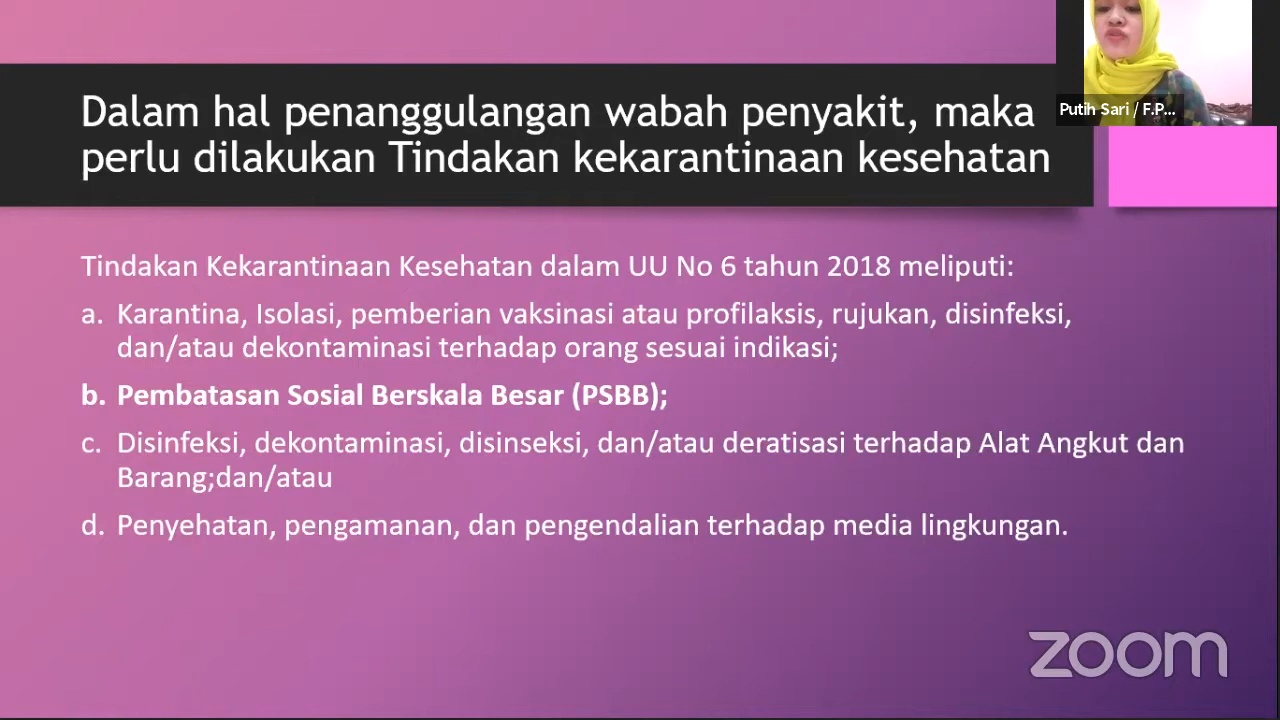 Dalam hal penanggulangan wabah penyakit, maka
perlu dilakukan Tindakan kekarantinaan kesehatan
Putih Sari / F.P...
Tindakan Kekarantinaan Kesehatan dalam UU No 6 tahun 2018 meliputi:
a. Karantina, Isolasi, pemberian vaksinasi atau profilaksis, rujukan, disinfeksi,
dan/atau dekontaminasi terhadap orang sesuai indikasi;
b. Pembatasan Sosial Berskala Besar (PSBB);
c. Disinfeksi, dekontaminasi, disinseksi, dan/atau deratisasi terhadap Alat Angkut dan
Barang;dan/atau
d. Penyehatan, pengamanan, dan pengendalian terhadap media lingkungan.
zoom